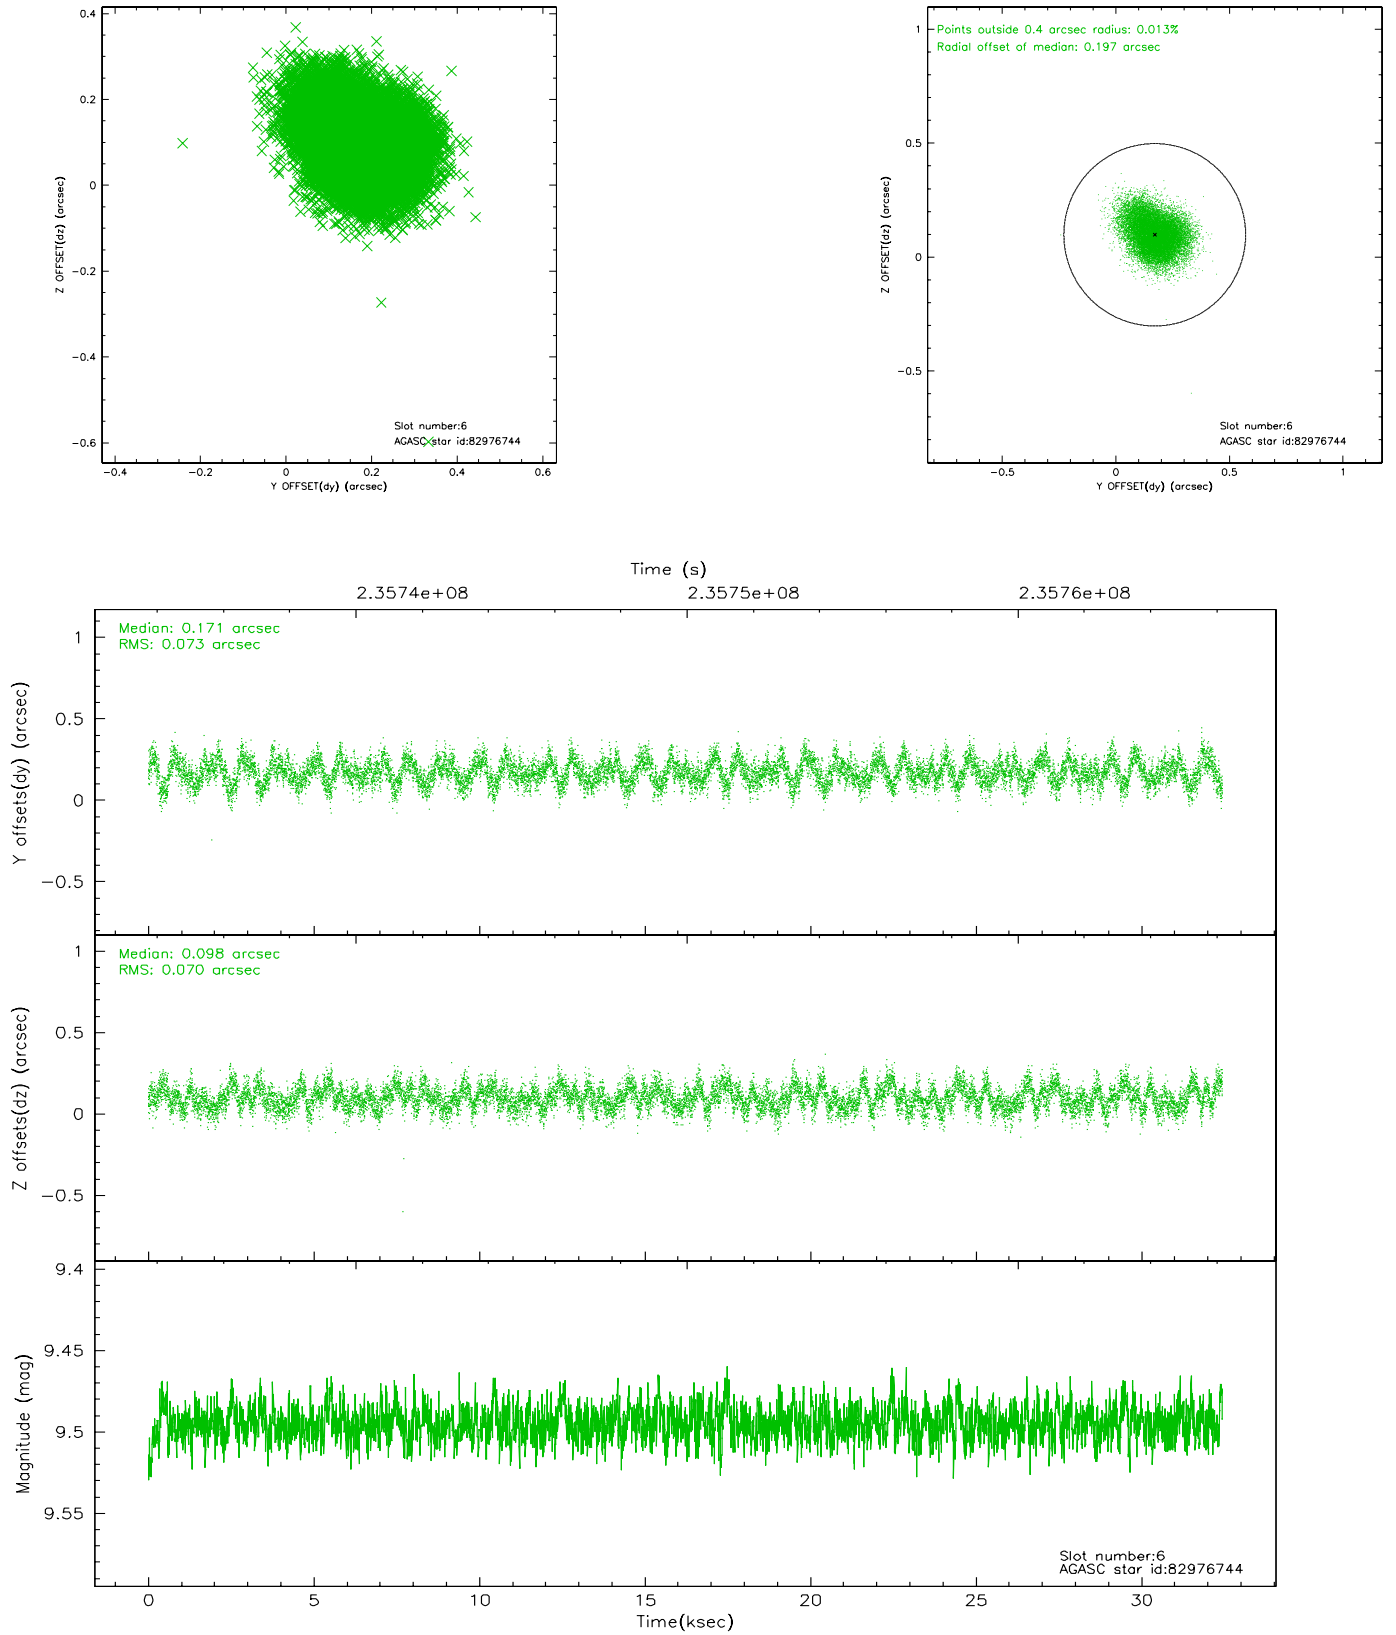 0.4
0.2
0
−0.2
−0.4
−0.6
Z OFFSET(dz) (arcsec)
Slot number:6
AGASC star id:82976744
−0.4 −0.2 0 0.2 0.4 0.6
Y OFFSET(dy) (arcsec)
Points outside 0.4 arcsec radius: 0.013%
Radial offset of median: 0.197 arcsec
1
0.5
0
−0.5
Z OFFSET(dz) (arcsec)
Slot number:6
AGASC star id:82976744
−0.5 0 0.5 1
Y OFFSET(dy) (arcsec)
Time (s)
2.3574e+08 2.3575e+08 2.3576e+08
Median: 0.171 arcsec
RMS: 0.073 arcsec
1
0.5
0
−0.5
Y offsets(dy) (arcsec)
Median: 0.098 arcsec
RMS: 0.070 arcsec
1
0.5
0
−0.5
Z offsets(dz) (arcsec)
9.4
9.45
9.5
9.55
Magnitude (mag)
Slot number:6
AGASC star id:82976744
0 5 10 15 20 25 30
Time(ksec)